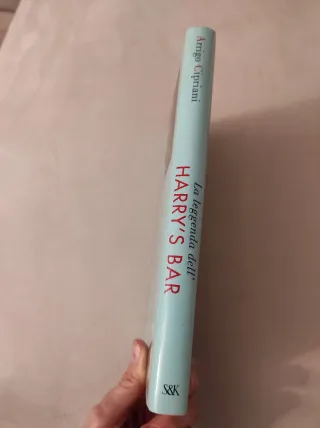 Arrigo Cipriani
La leggenda dell'
HARRY'S BAR
S&K